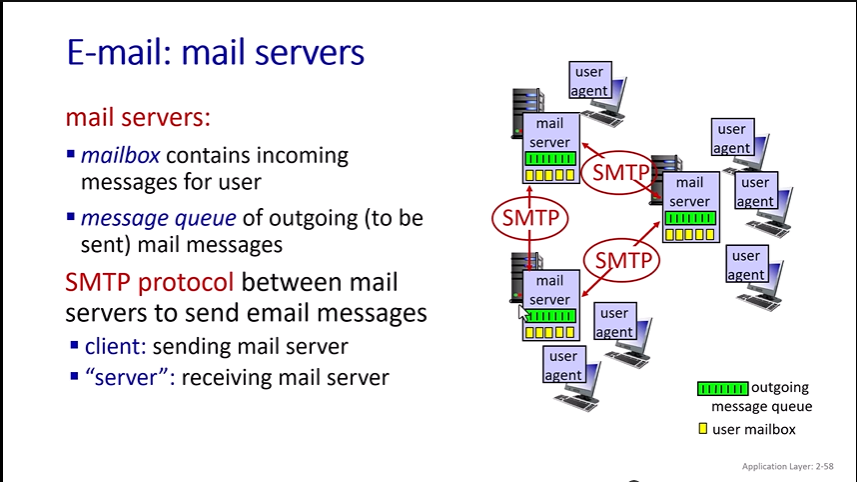 E-mail: mail servers
mail servers:
▪ mailbox contains incoming
messages for user
▪ message queue of outgoing (to be
sent) mail messages
SMTP protocol between mail
servers to send email messages
▪ client: sending mail server
▪ “server”: receiving mail server
user
agent
mail
server
SMTP
user
agent
mail
server
user
agent
SMTP
SMTP
user
agent
mail
server
user
agent
user
agent
outgoing
message queue
user mailbox
Application Layer: 2-58